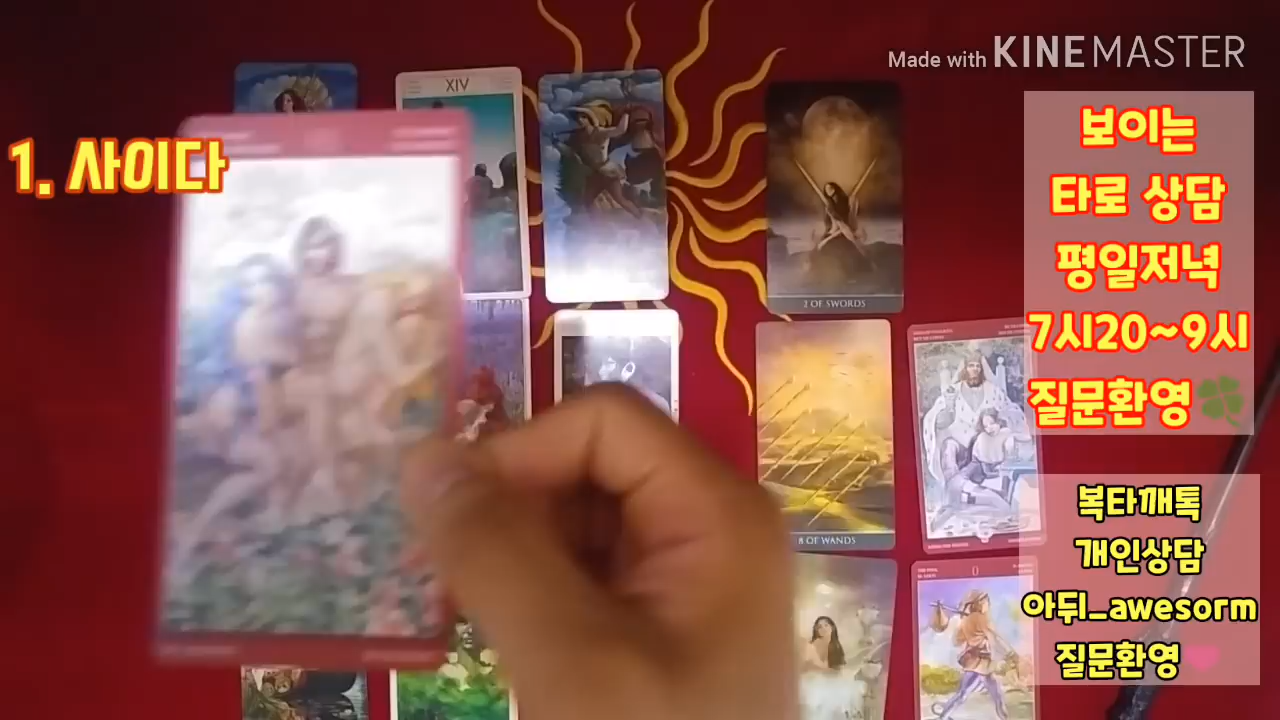 Made with KINEMASTER
1. 사이다
보이는
타로 상담
평일저녁
7시20~9시
질문환영
복타깨톡
개인상담
아뒤_awesorm
질문환영
XIV
2 OF SWORDS
8 OF WANDS
0